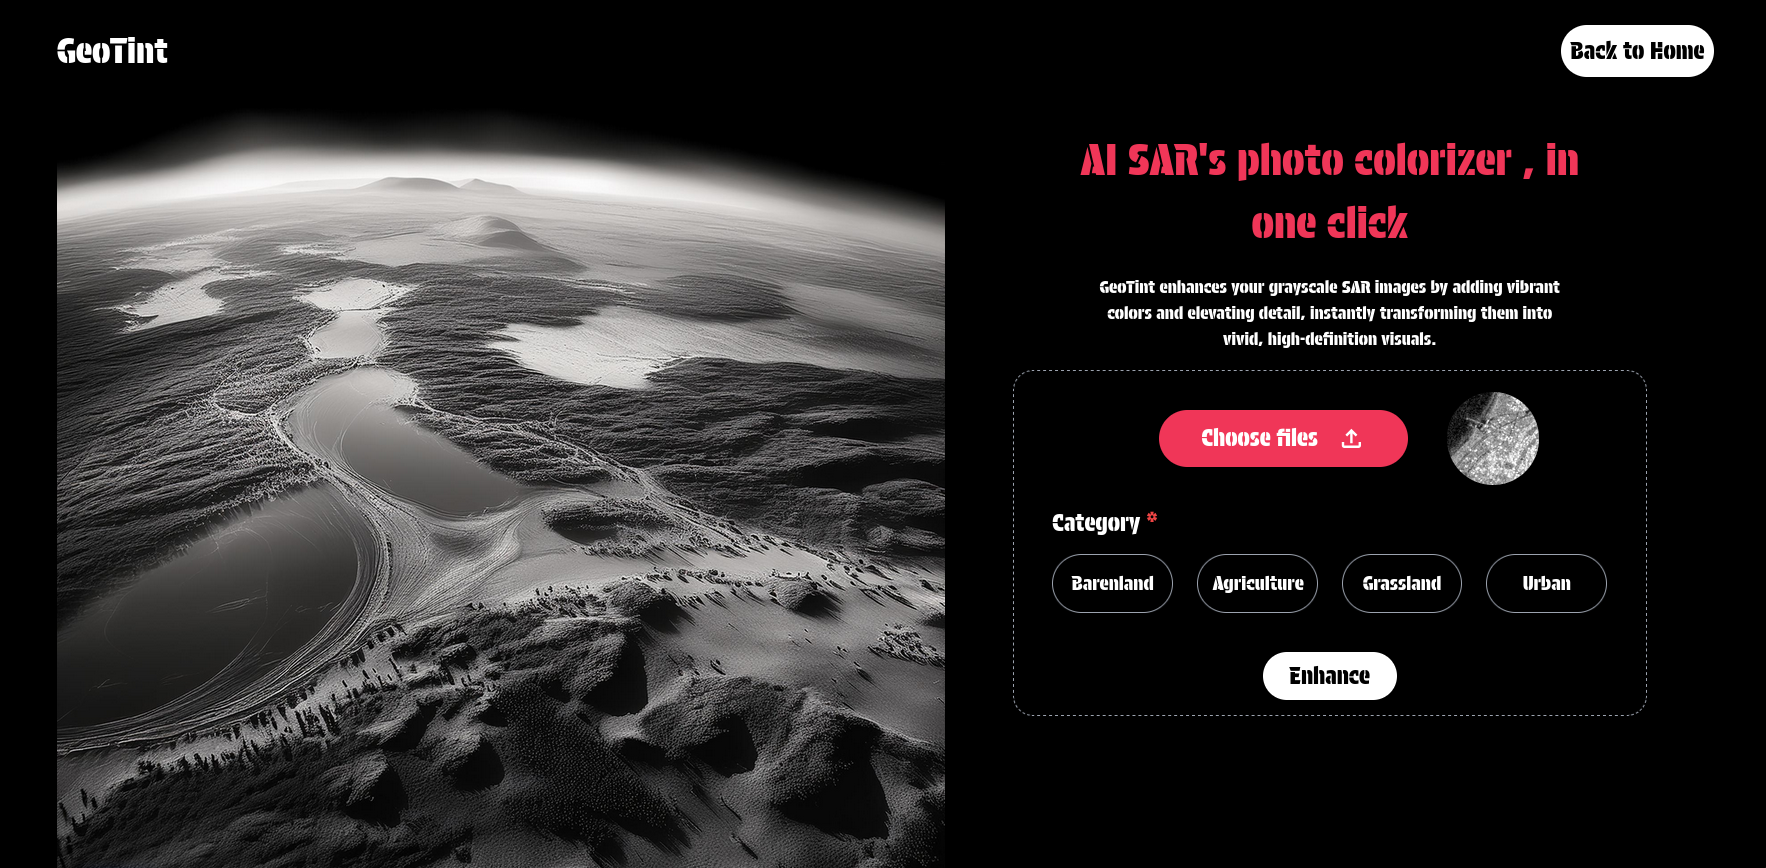 GeoTint
Back to Home
AI SAR's photo colorizer , in
one click
GeoTint enhances your grayscale SAR images by adding vibrant
colors and elevating detail, instantly transforming them into
vivid, high-definition visuals.
Choose files
Category *
Barenland
Agriculture
Grassland
Urban
Enhance